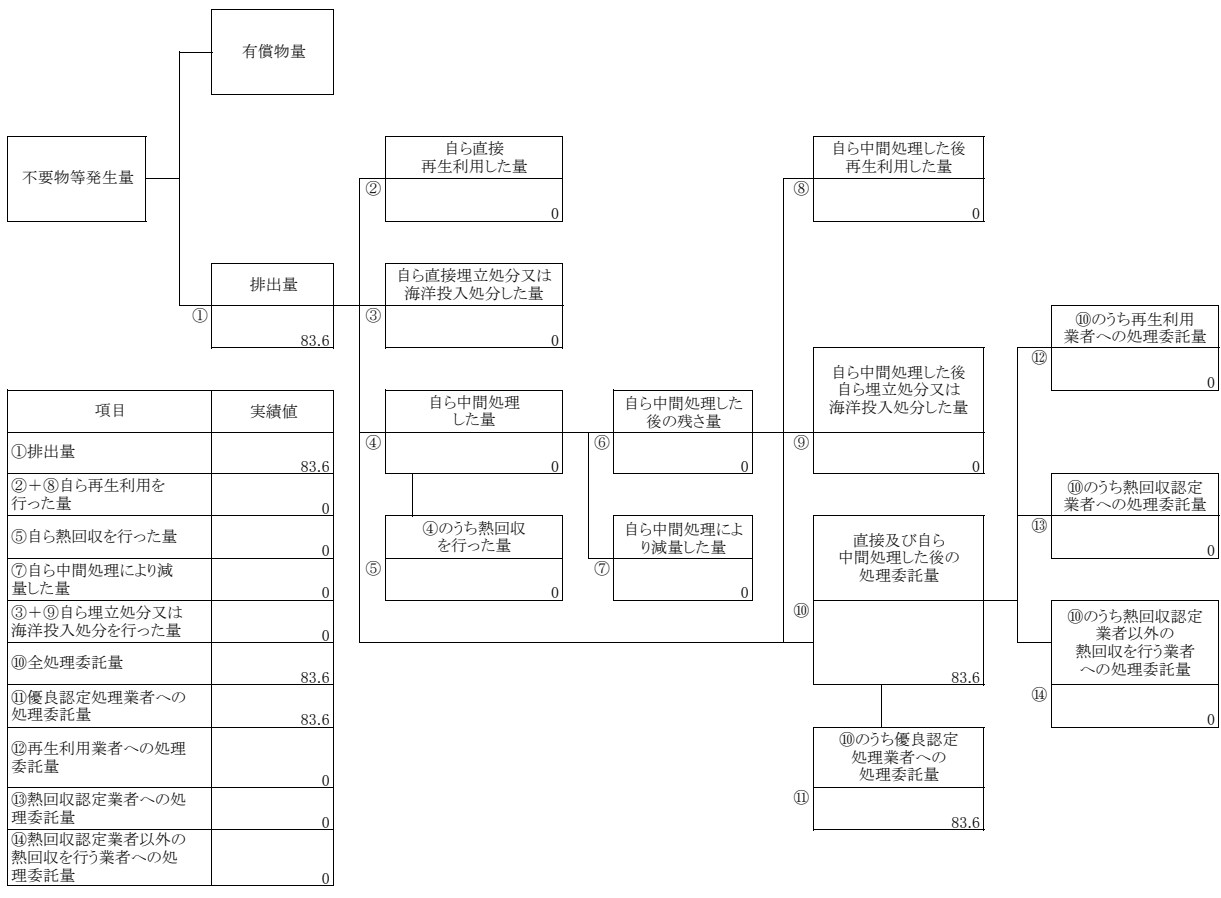 有償物量
不要物等発生量
排出量
①
83.6
自ら直接
再生利用した量
②
0
自ら直接埋立処分又は
海洋投入処分した量
③
0
自ら中間処理
した量
④
0
④のうち熱回収
を行った量
⑤
0
自ら中間処理した
後の残さ量
⑥
0
自ら中間処理によ
り減量した量
⑦
0
自ら中間処理した後
再生利用した量
⑧
0
自ら中間処理した後
自ら埋立処分又は
海洋投入処分した量
⑨
0
直接及び自ら
中間処理した後の
処理委託量
⑩
83.6
⑩のうち優良認定
処理業者への
処理委託量
⑪
83.6
⑩のうち再生利用
業者への処理委託量
⑫
0
⑩のうち熱回収認定
業者への処理委託量
⑬
0
⑩のうち熱回収認定
業者以外の
熱回収を行う業者
への処理委託量
⑭
0
項目 実績値
①排出量
83.6
②＋⑧自ら再生利用を
行った量
0
⑤自ら熱回収を行った量
0
⑦自ら中間処理により減
量した量
0
③＋⑨自ら埋立処分又は
海洋投入処分を行った量
0
⑩全処理委託量
83.6
⑪優良認定処理業者への
処理委託量
83.6
⑫再生利用業者への処理
委託量
0
⑬熱回収認定業者への処
理委託量
0
⑭熱回収認定業者以外の
熱回収を行う業者への処
理委託量
0